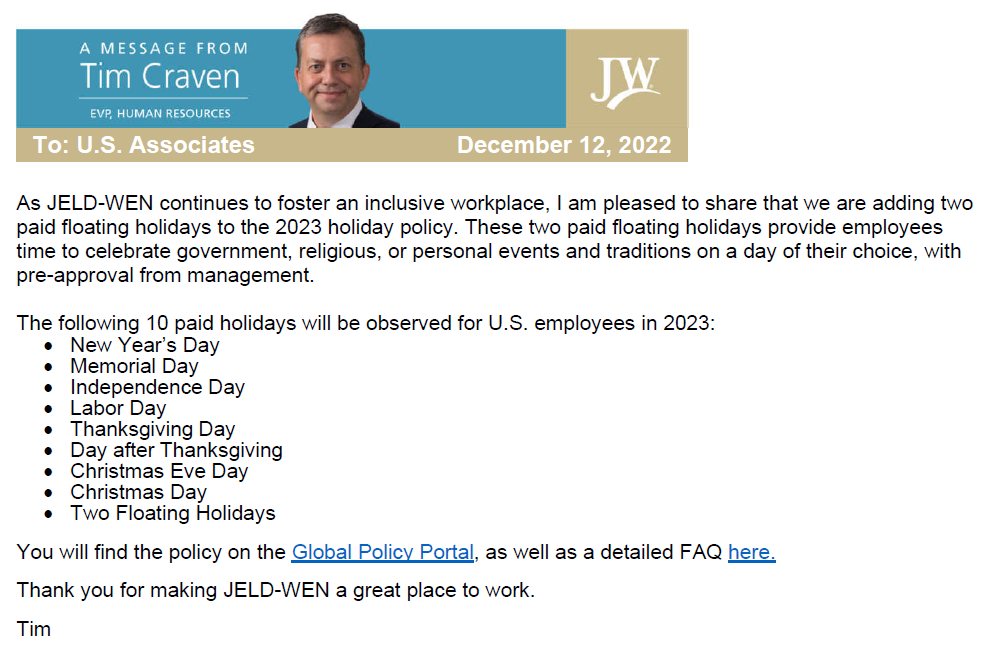 A MESSAGE FROM
Tim Craven
EVP, HUMAN RESOURCES
JW
To: U.S. Associates December 12, 2022
As JELD-WEN continues to foster an inclusive workplace, I am pleased to share that we are adding two
paid floating holidays to the 2023 holiday policy. These two paid floating holidays provide employees
time to celebrate government, religious, or personal events and traditions on a day of their choice, with
pre-approval from management.
The following 10 paid holidays will be observed for U.S. employees in 2023:
• New Year’s Day
• Memorial Day
• Independence Day
• Labor Day
• Thanksgiving Day
• Day after Thanksgiving
• Christmas Eve Day
• Christmas Day
• Two Floating Holidays
You will find the policy on the Global Policy Portal, as well as a detailed FAQ here.
Thank you for making JELD-WEN a great place to work.
Tim